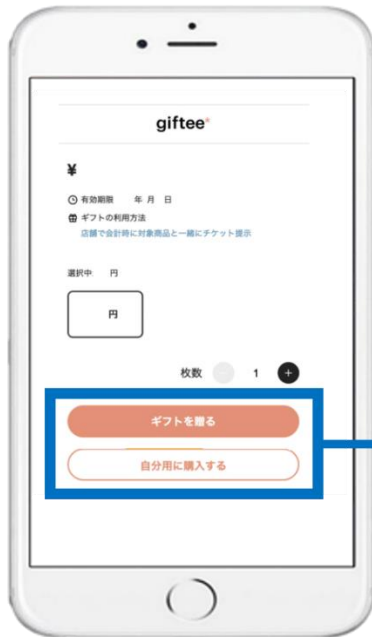 giftee*
¥
有効期限 年 月 日
ギフトの利用方法
店舗で会計時に対象商品と一緒にチケット提示
選択中: 円
円
枚数 - 1 +
ギフトを贈る
自分用に購入する